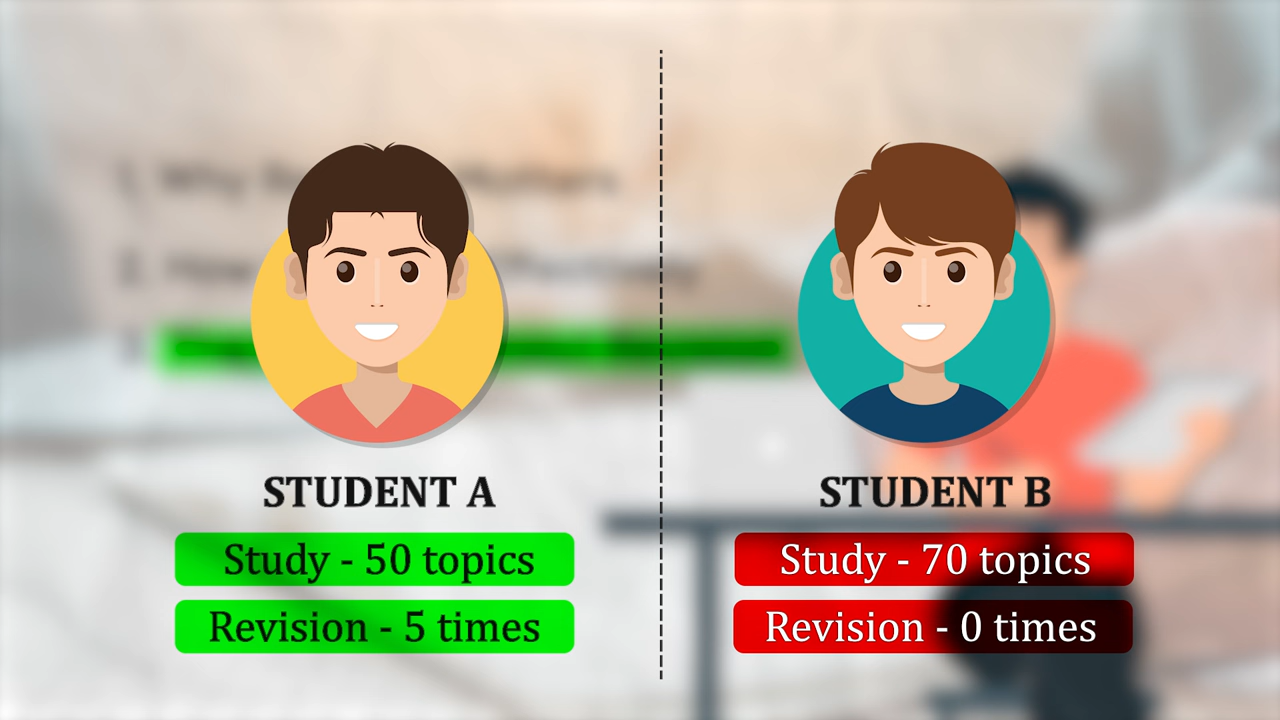 STUDENT A
Study - 50 topics
Revision - 5 times
STUDENT B
Study - 70 topics
Revision - 0 times